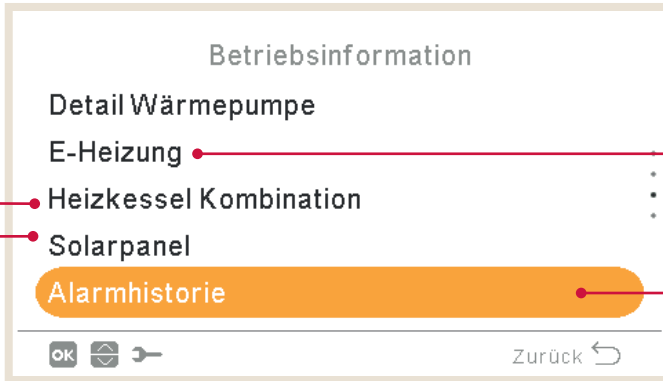 Betriebsinformation
Detail Wärmepumpe
E-Heizung
Heizkessel Kombination
Solarpanel
Alarmhistorie
OK
Zurück